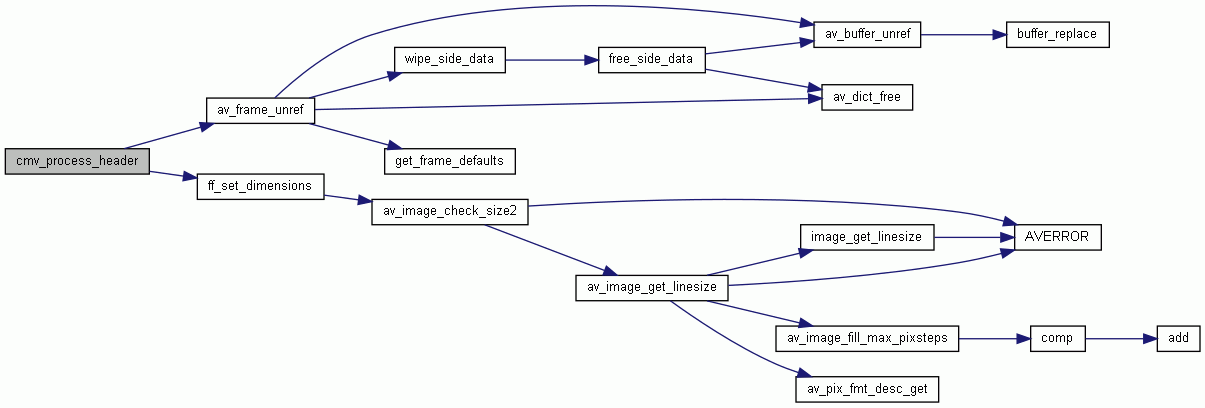 av_buffer_unref
buffer_replace
wipe_side_data
free_side_data
av_dict_free
av_frame_unref
cmv_process_header
get_frame_defaults
ff_set_dimensions
av_image_check_size2
image_get_linesize
AVERROR
av_image_get_linesize
av_image_fill_max_pixsteps
comp
add
av_pix_fmt_desc_get